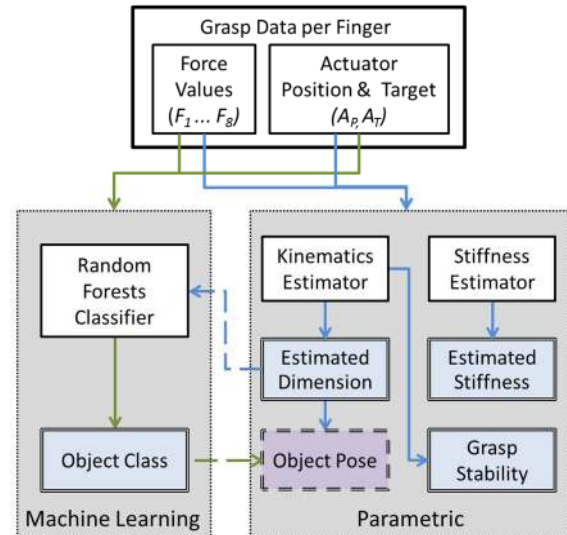 Grasp Data per Finger
Force
Values
(F1 ... F8)
Actuator
Position & Target
(AP, AT)
Random
Forests
Classifier
Object Class
Machine Learning
Kinematics
Estimator
Stiffness
Estimator
Estimated
Dimension
Estimated
Stiffness
Object Pose
Grasp
Stability
Parametric